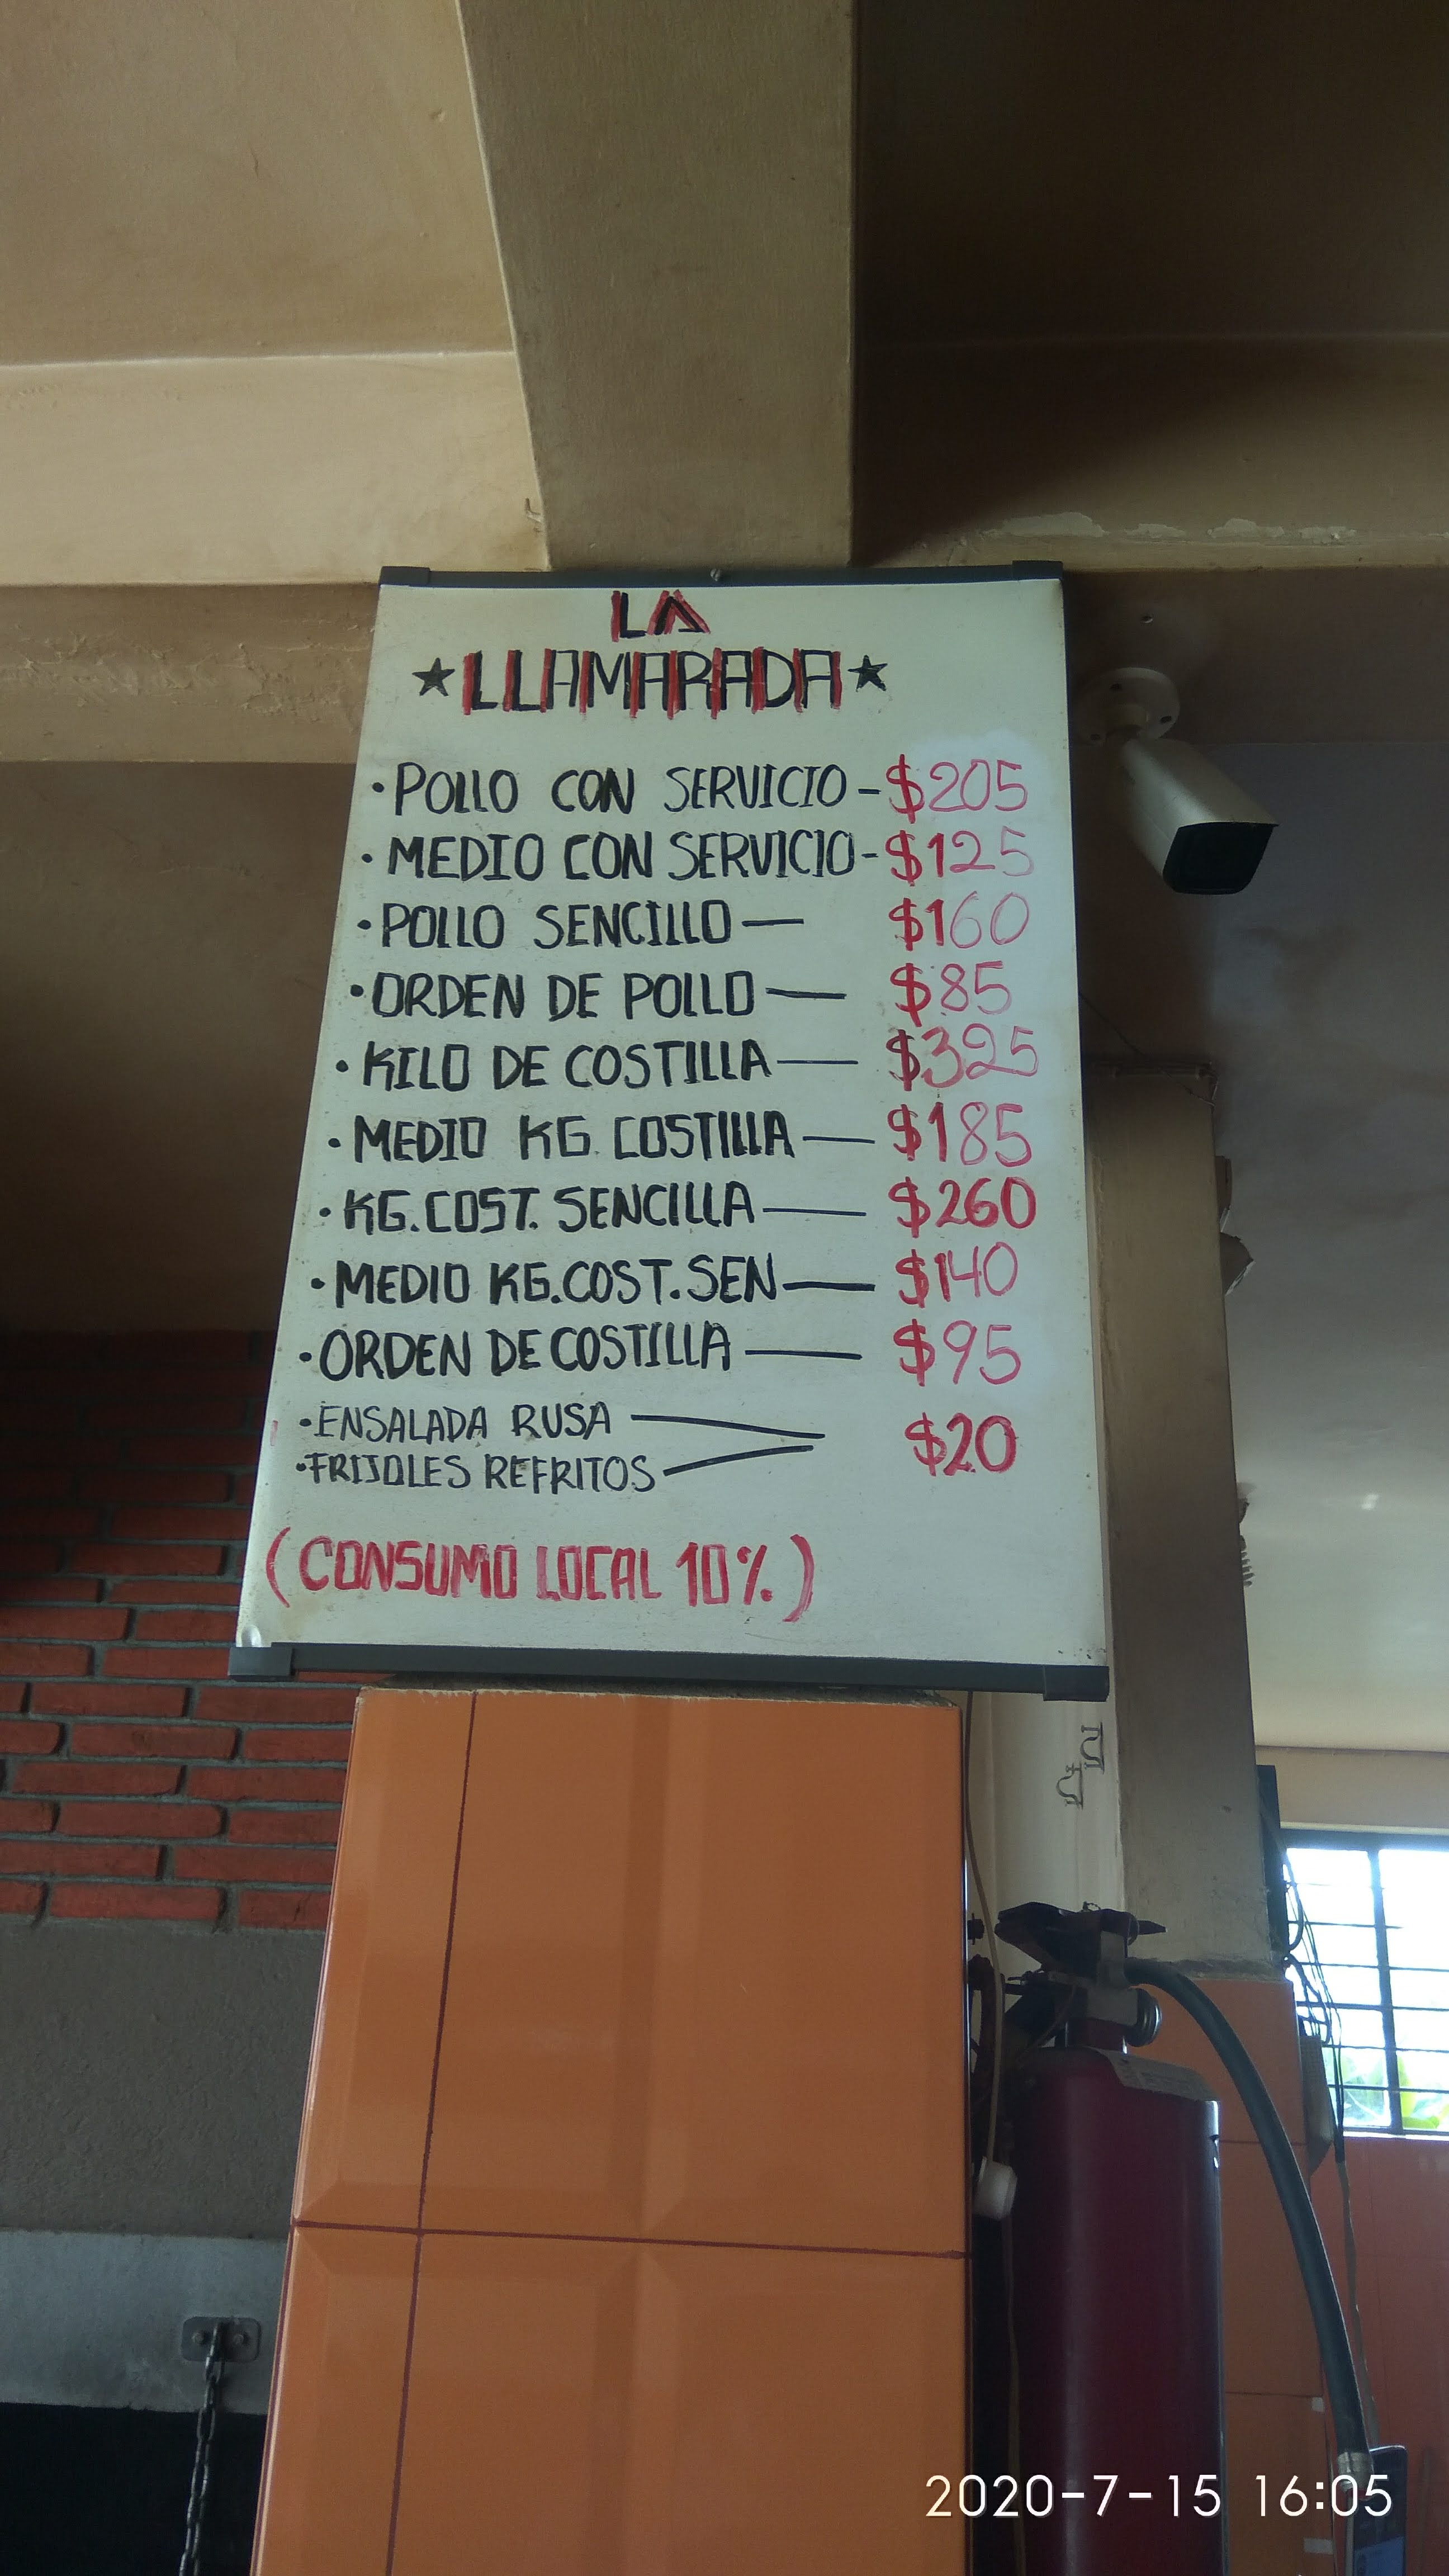 LA
★LLAMARADA★
•POLLO CON SERVICIO-$205
•MEDIO CON SERVICIO-$125
•POLLO SENCILLO— $160
•ORDEN DE POLLO— $85
•KILO DE COSTILLA— $325
•MEDIO KG. COSTILLA—$185
•KG.COST. SENCILLA— $260
•MEDIO KG.COST.SEN— $140
•ORDEN DE COSTILLA— $95
•ENSALADA RUSA
•FRIJOLES REFRITOS
$20
(CONSUMO LOCAL 10%)
2020-7-15 16:05